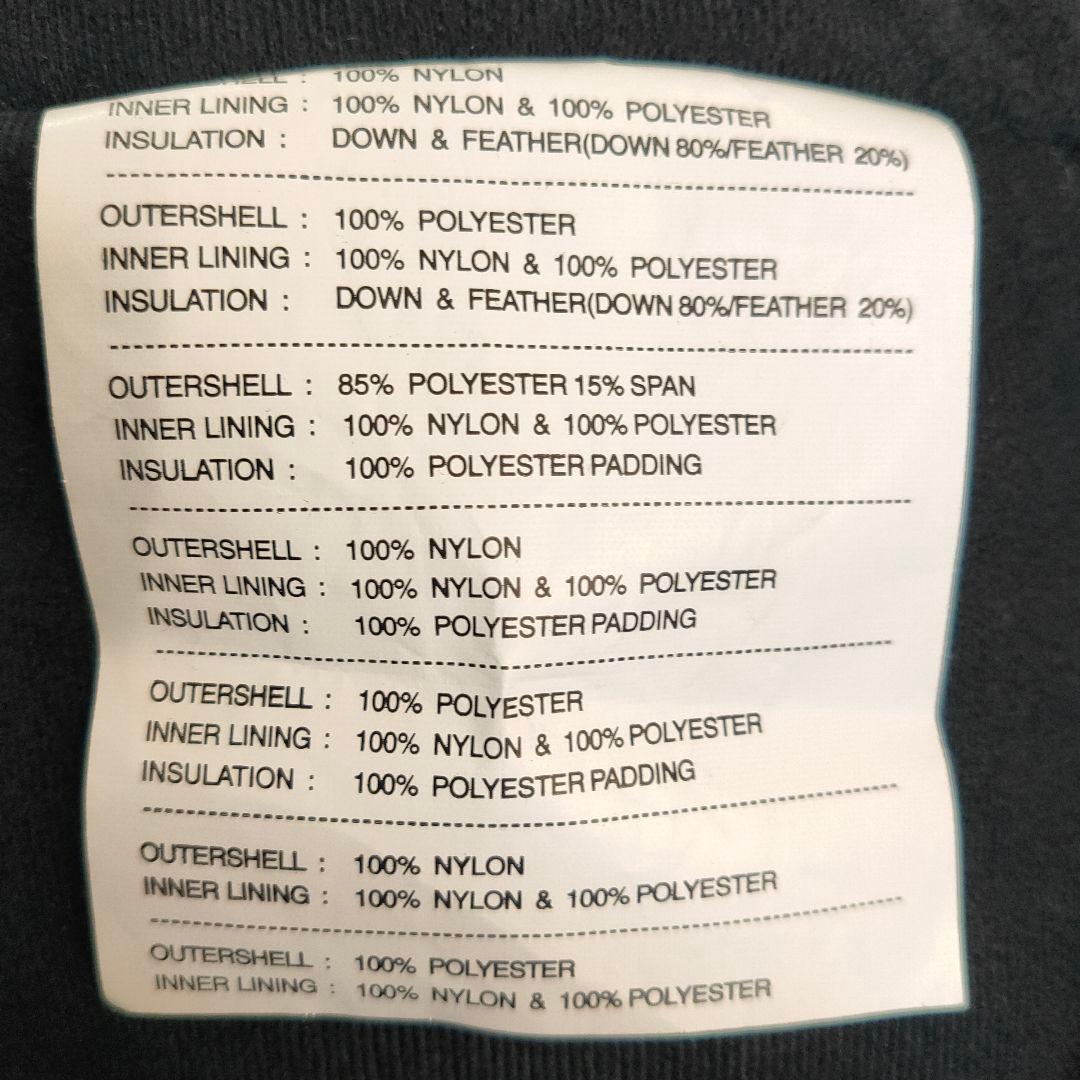 : 100% NYLON
INNER LINING : 100% NYLON & 100% POLYESTER
INSULATION : DOWN & FEATHER(DOWN 80%/FEATHER 20%)
OUTERSHELL : 100% POLYESTER
INNER LINING : 100% NYLON & 100% POLYESTER
INSULATION : DOWN & FEATHER(DOWN 80%/FEATHER 20%)
OUTERSHELL : 85% POLYESTER 15% SPAN
INNER LINING : 100% NYLON & 100% POLYESTER
INSULATION : 100% POLYESTER PADDING
OUTERSHELL : 100% NYLON
INNER LINING : 100% NYLON & 100% POLYESTER
INSULATION : 100% POLYESTER PADDING
OUTERSHELL : 100% POLYESTER
INNER LINING : 100% NYLON & 100% POLYESTER
INSULATION : 100% POLYESTER PADDING
OUTERSHELL : 100% NYLON
INNER LINING : 100% NYLON & 100% POLYESTER
OUTERSHELL : 100% POLYESTER
INNER LINING : 100% NYLON & 100% POLYESTER